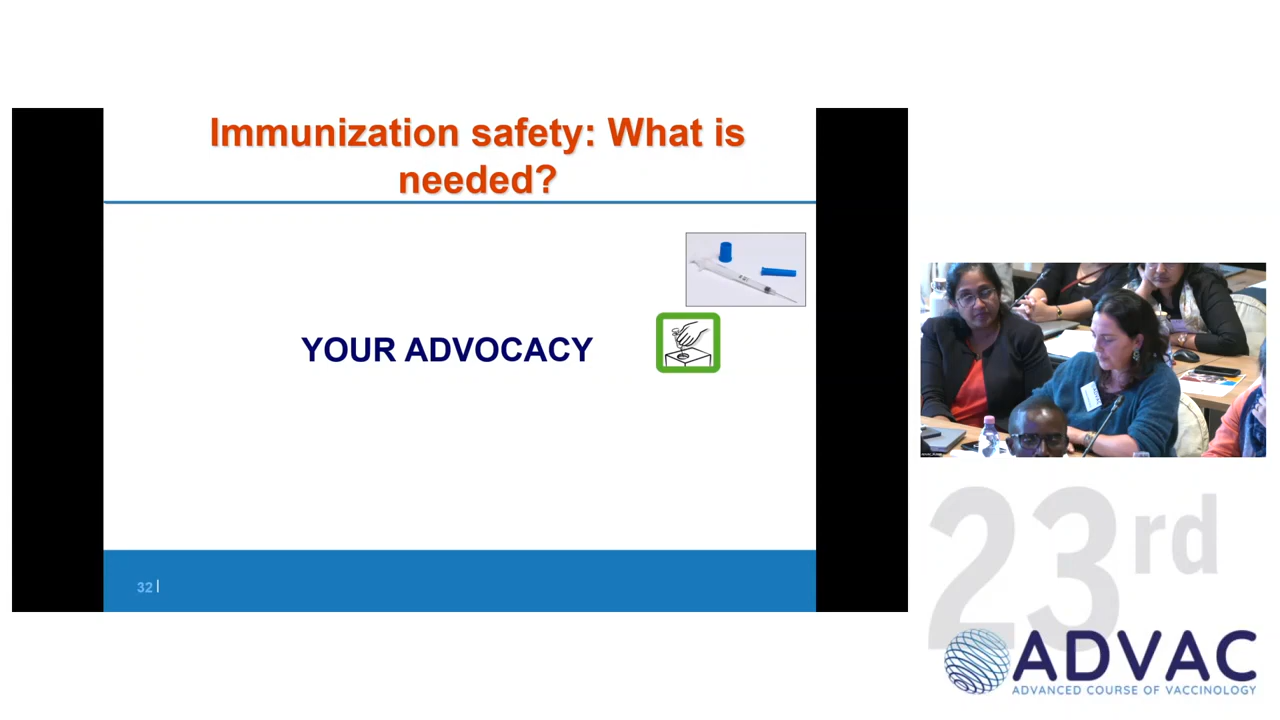 Immunization safety: What is
needed?
YOUR ADVOCACY
32
23rd
ADVAC
ADVANCED COURSE OF VACCINOLOGY